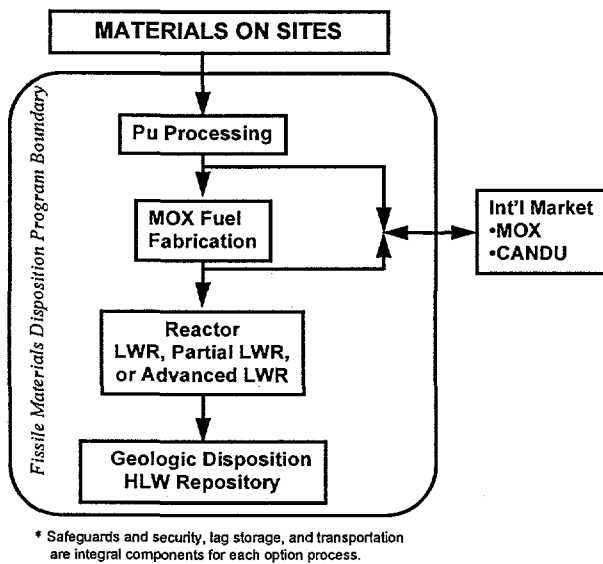 MATERIALS ON SITES
Fissile Materials Disposition Program Boundary
Pu Processing
MOX Fuel
Fabrication
Int'l Market
•MOX
•CANDU
Reactor
LWR, Partial LWR,
or Advanced LWR
Geologic Disposition
HLW Repository
* Safeguards and security, lag storage, and transportation
are integral components for each option process.